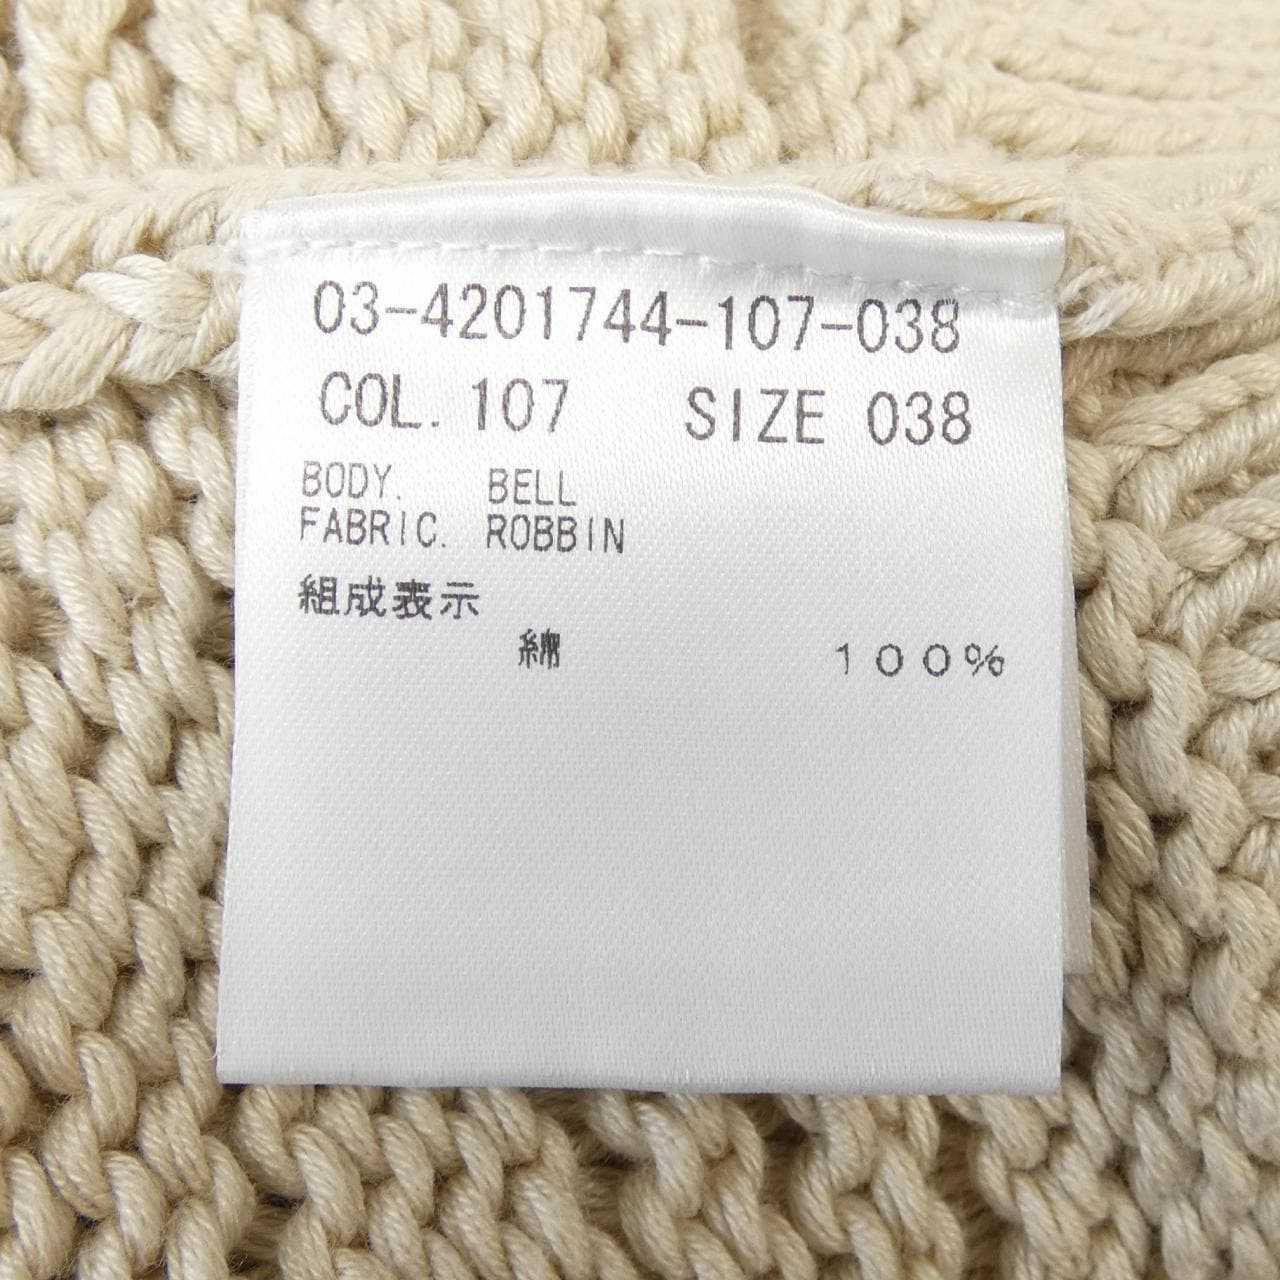 03-4201744-107-038
COL. 107 SIZE 038
BODY. BELL
FABRIC. ROBBIN
組成表示
綿 100%